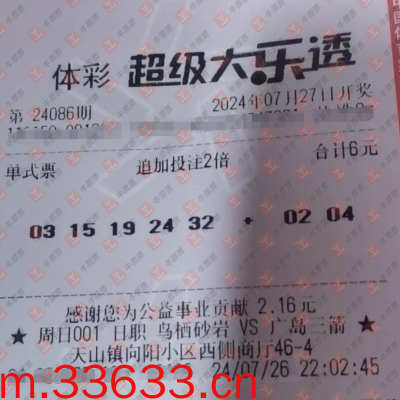 体彩 超级大乐透
第 24086期 2024年07月27日开奖
单式票 追加投注2倍 合计6元
03 15 19 24 32 + 02 04
感谢您为公益事业贡献 2.16元
★ 周日001 日职 鸟栖砂岩 VS 广岛三箭 ★
天山镇向阳小区西侧商厅46-4
24/07/26 22:02:45
m.33633.cn